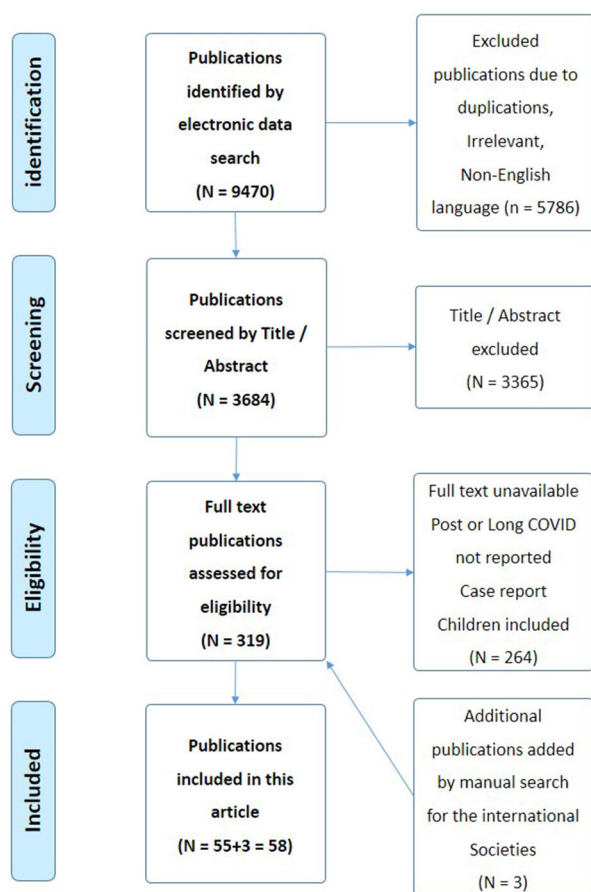 identification
Publications
identified by
electronic data
search
(N = 9470)
Excluded
publications due to
duplications,
Irrelevant,
Non-English
language (n = 5786)
Screening
Publications
screened by Title /
Abstract
(N = 3684)
Title / Abstract
excluded
(N = 3365)
Eligibility
Full text
publications
assessed for
eligibility
(N = 319)
Full text unavailable
Post or Long COVID
not reported
Case report
Children included
(N = 264)
Included
Publications
included in this
article
(N = 55+3 = 58)
Additional
publications added
by manual search
for the international
Societies
(N = 3)